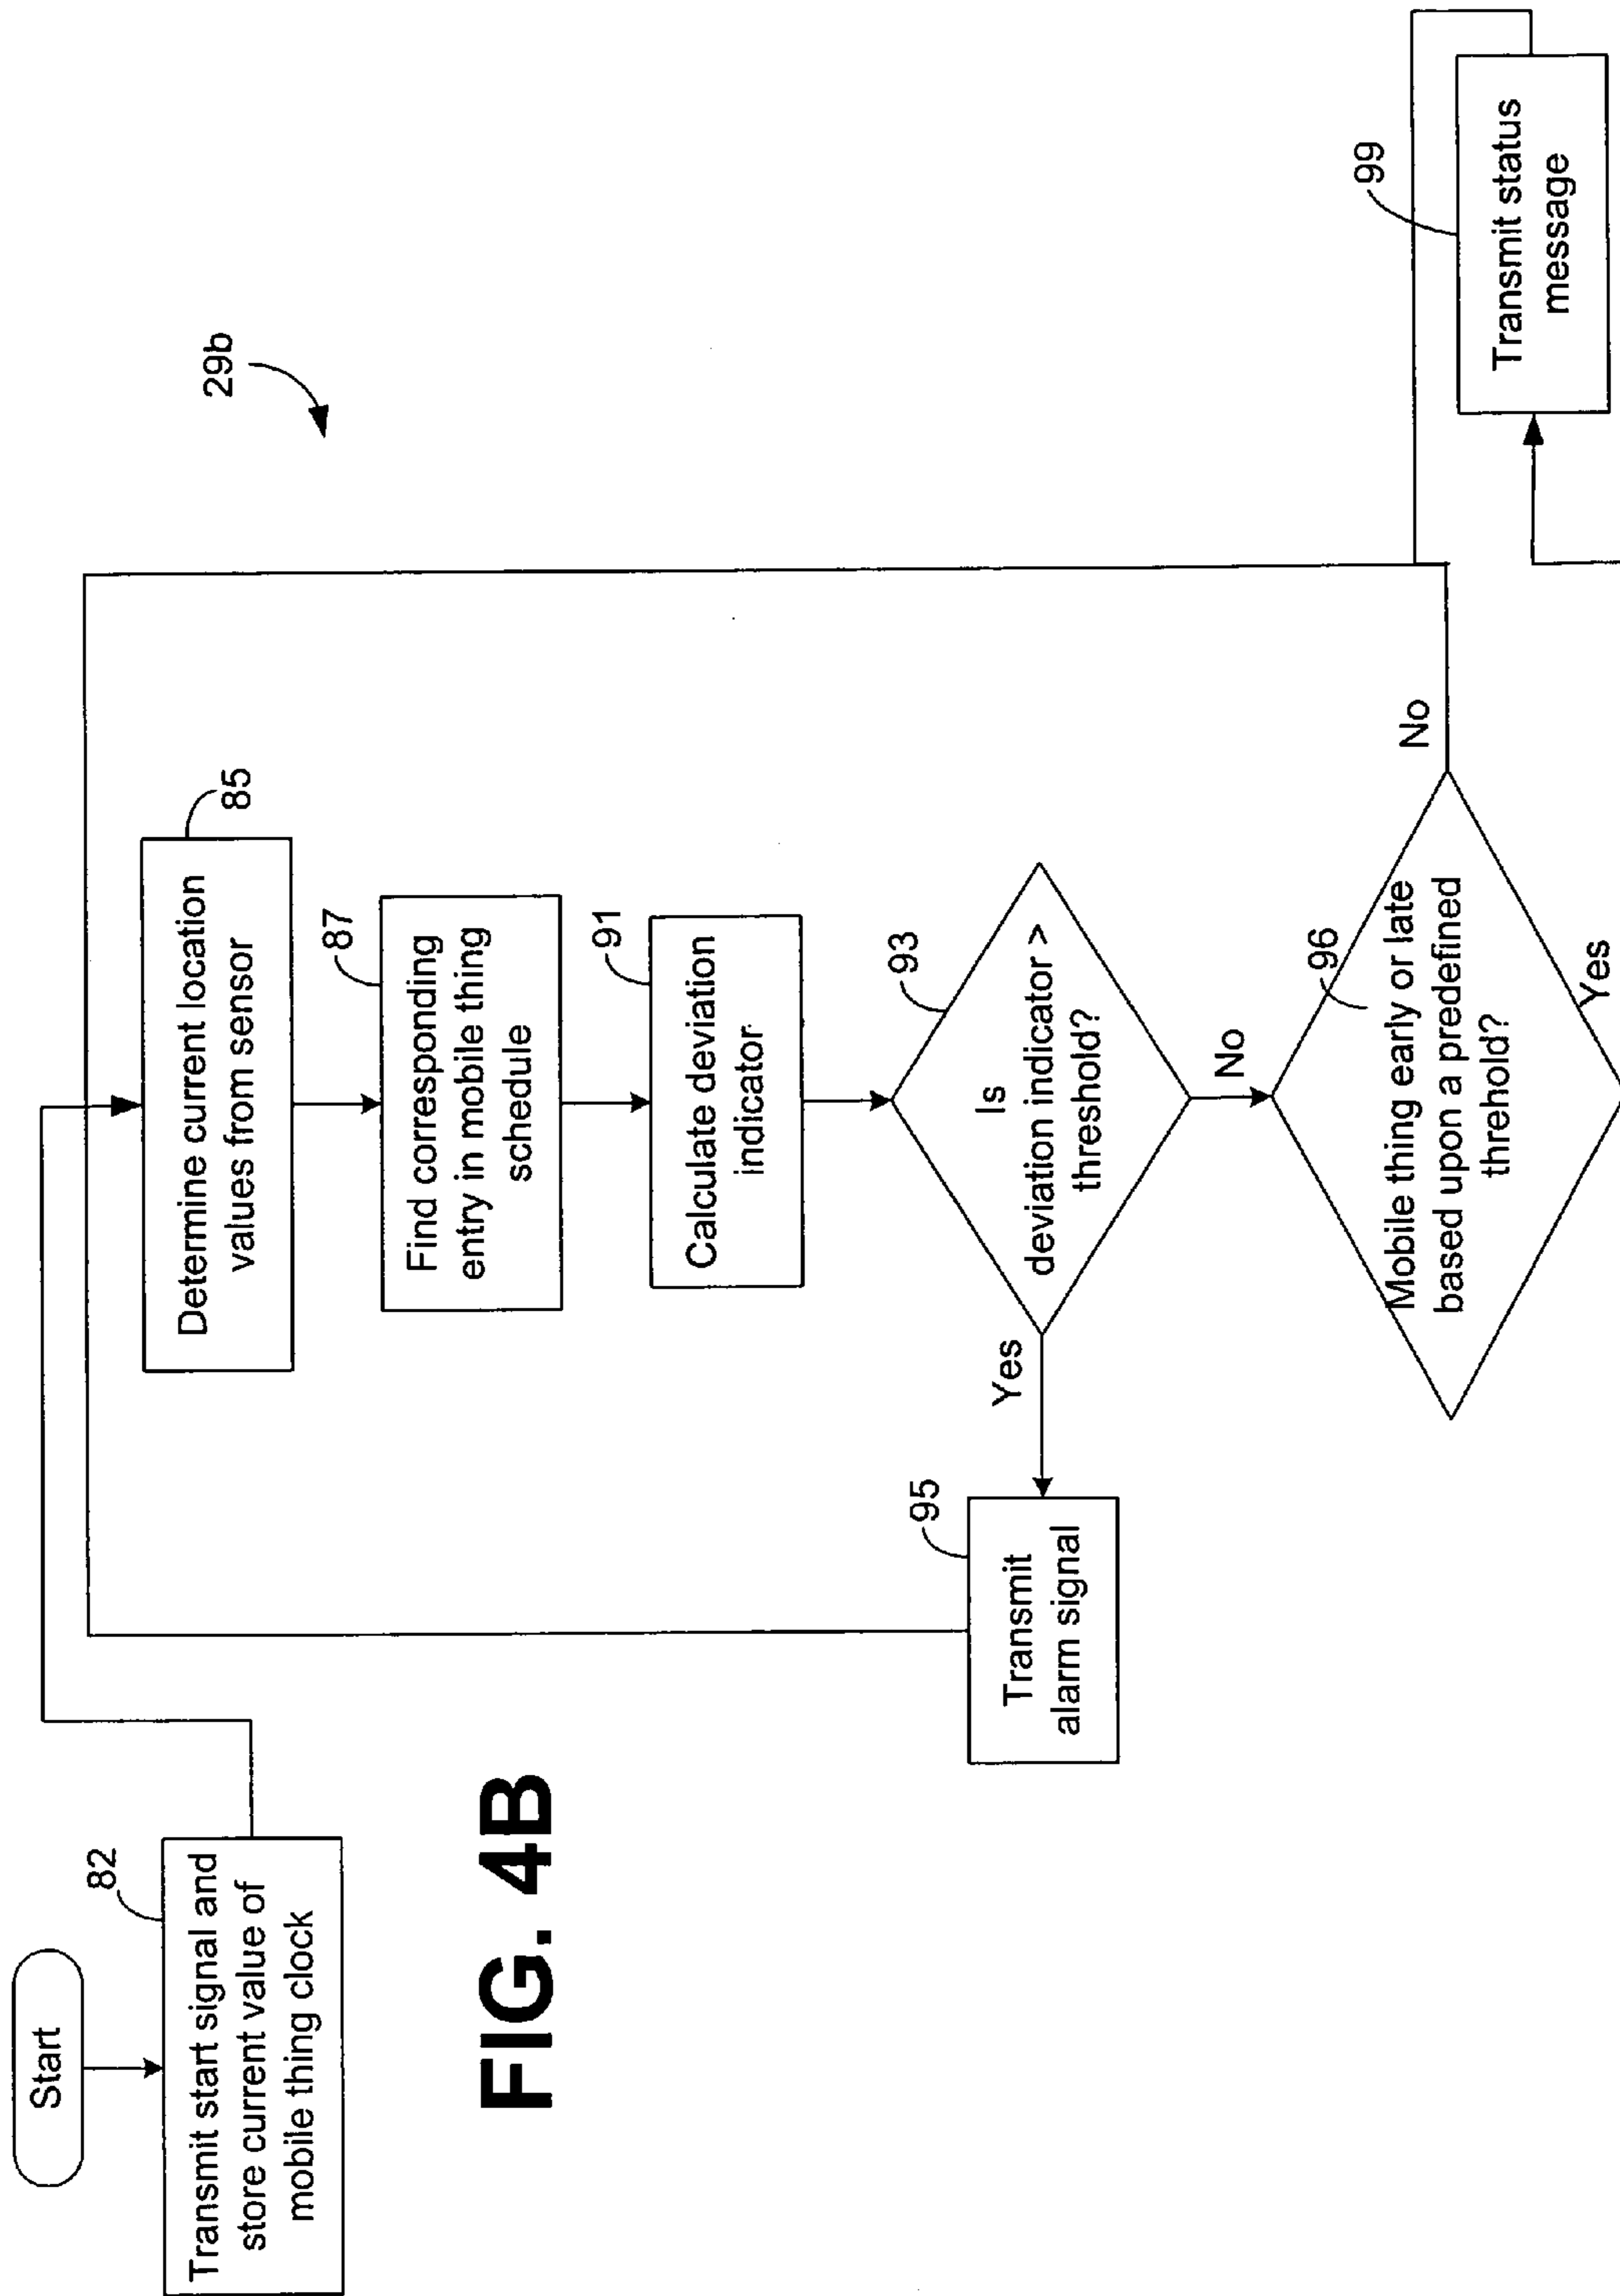 Start
82
Transmit start signal and
store current value of
mobile thing clock
FIG. 4B
29b
85
Determine current location
values from sensor
87
Find corresponding
entry in mobile thing
schedule
91
Calculate deviation
indicator
93
Is
deviation indicator >
threshold?
Yes
No
95
Transmit
alarm signal
96
Mobile thing early or late
based upon a predefined
threhold?
No
Yes
99
Transmit status
message